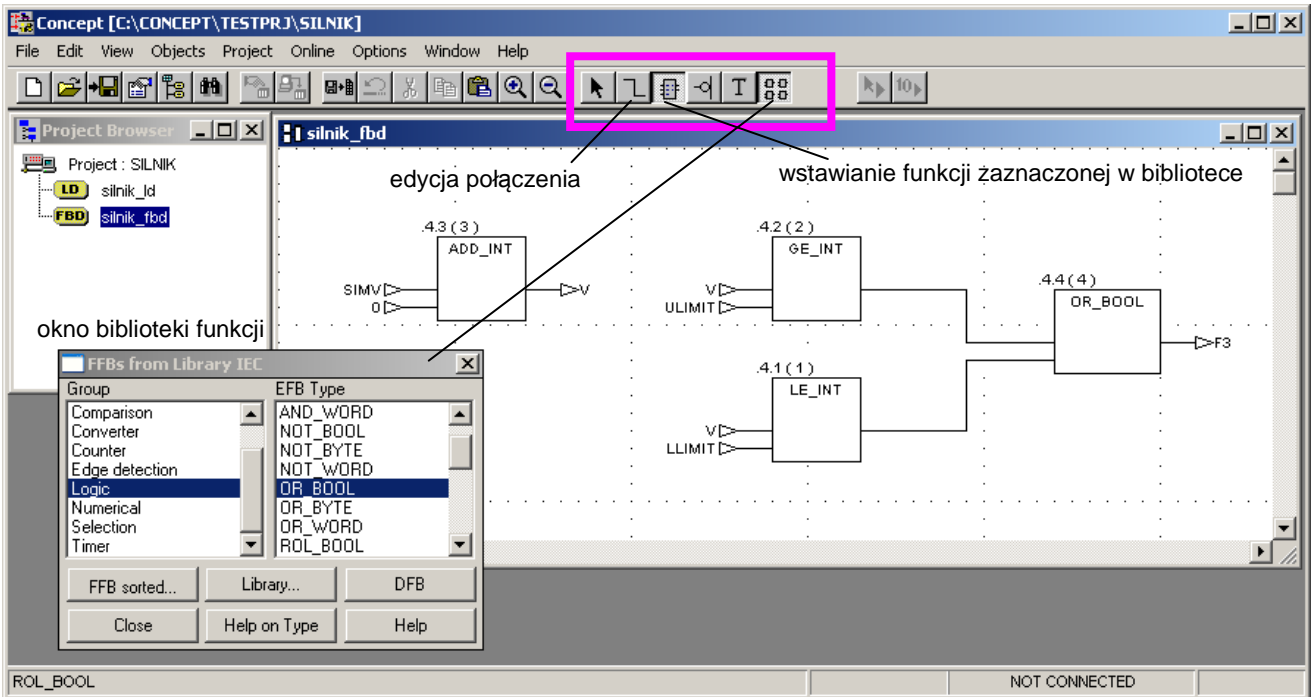 Concept [C:\CONCEPT\TESTPRJ\SILNIK]
File Edit View Objects Project Online Options Window Help
T
10
Project Browser
silnik_fbd
Project : SILNIK
LD silnik_ld
FBD silnik_fbd
edycja połączenia
wstawianie funkcji zaznaczonej w bibliotece
.4.3 ( 3 )
ADD_INT
SIMV
0
V
.4.2 ( 2 )
GE_INT
V
ULIMIT
.4.4 ( 4 )
OR_BOOL
F3
.4.1 ( 1 )
LE_INT
V
LLIMIT
okno biblioteki funkcji
FFBs from Library IEC
Group
Comparison
Converter
Counter
Edge detection
Logic
Numerical
Selection
Timer
EFB Type
AND_WORD
NOT_BOOL
NOT_BYTE
NOT_WORD
OR_BOOL
OR_BYTE
OR_WORD
ROL_BOOL
FFB sorted... Library... DFB
Close Help on Type Help
ROL_BOOL
NOT CONNECTED